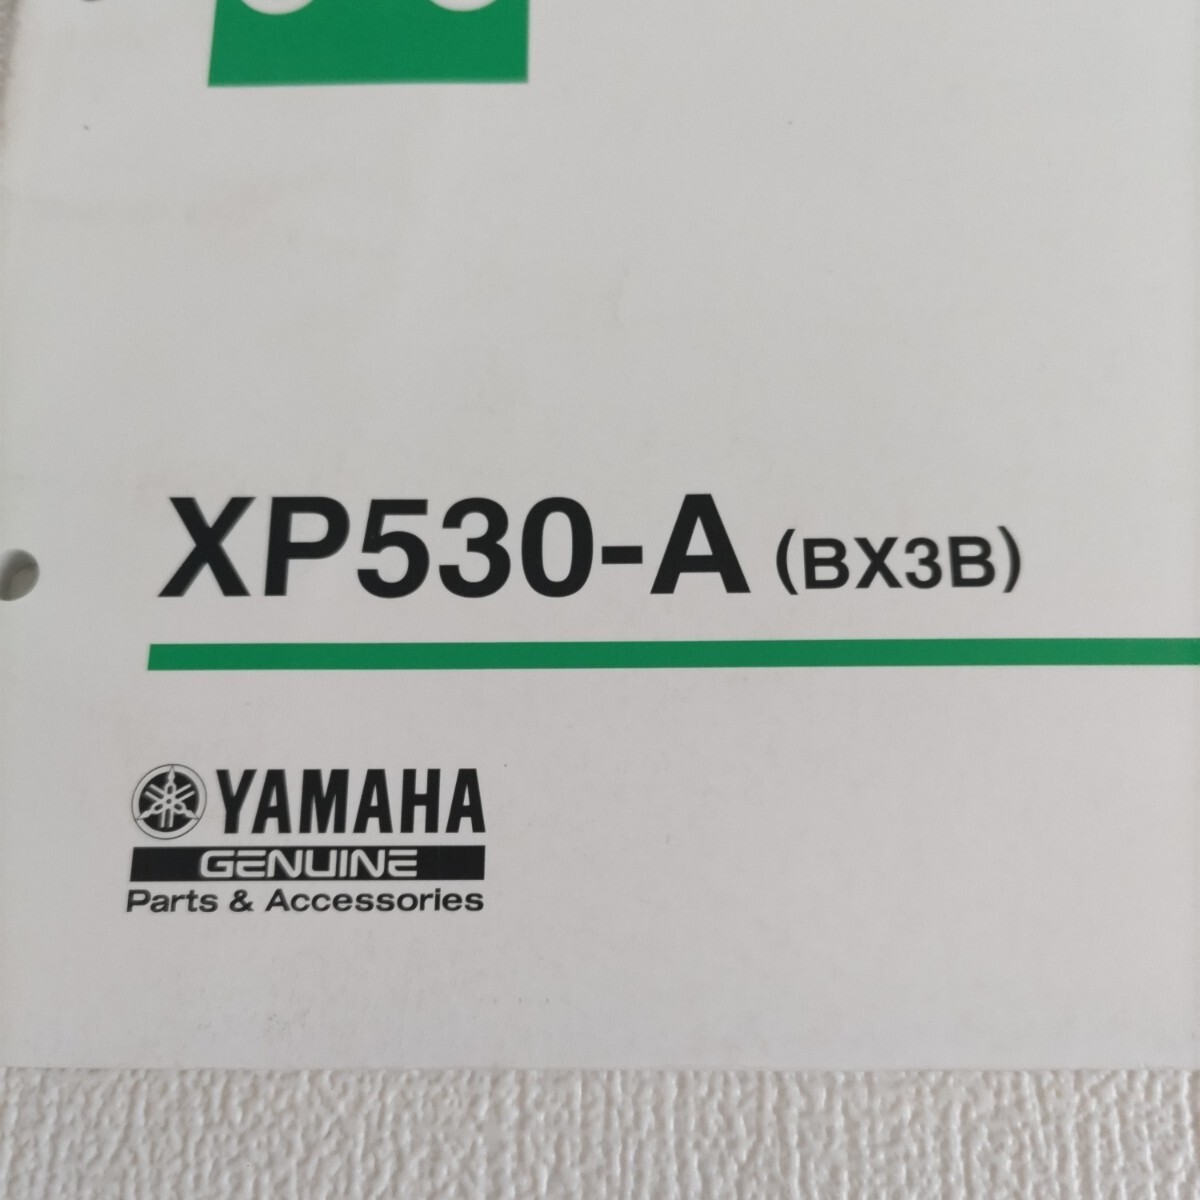 XP530-A (BX3B)
YAMAHA
GENUINE
Parts & Accessories